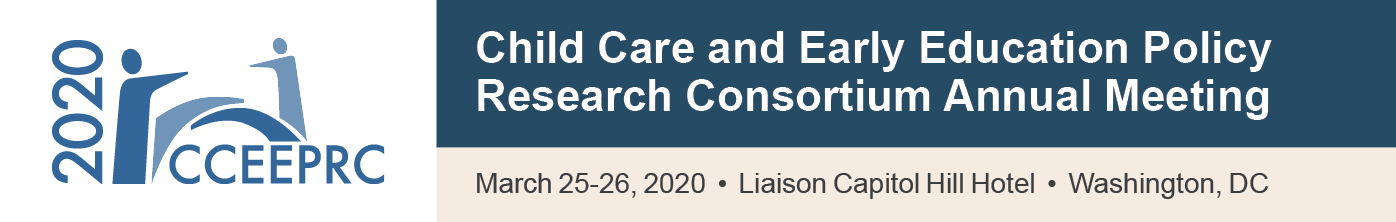 2020
CCEEPRC
Child Care and Early Education Policy
Research Consortium Annual Meeting
March 25-26, 2020 • Liaison Capitol Hill Hotel • Washington, DC